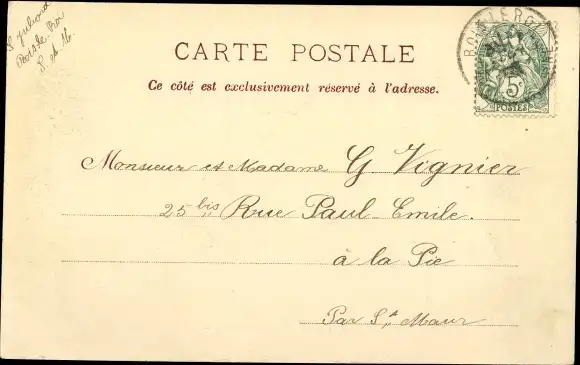 CARTE POSTALE
Ce côté est exclusivement réservé à l'adresse.
5c
POSTES
Monsieur et Madame G Vignier
25 bis Rue Paul-Emile.
à la Pie
Par St Maur